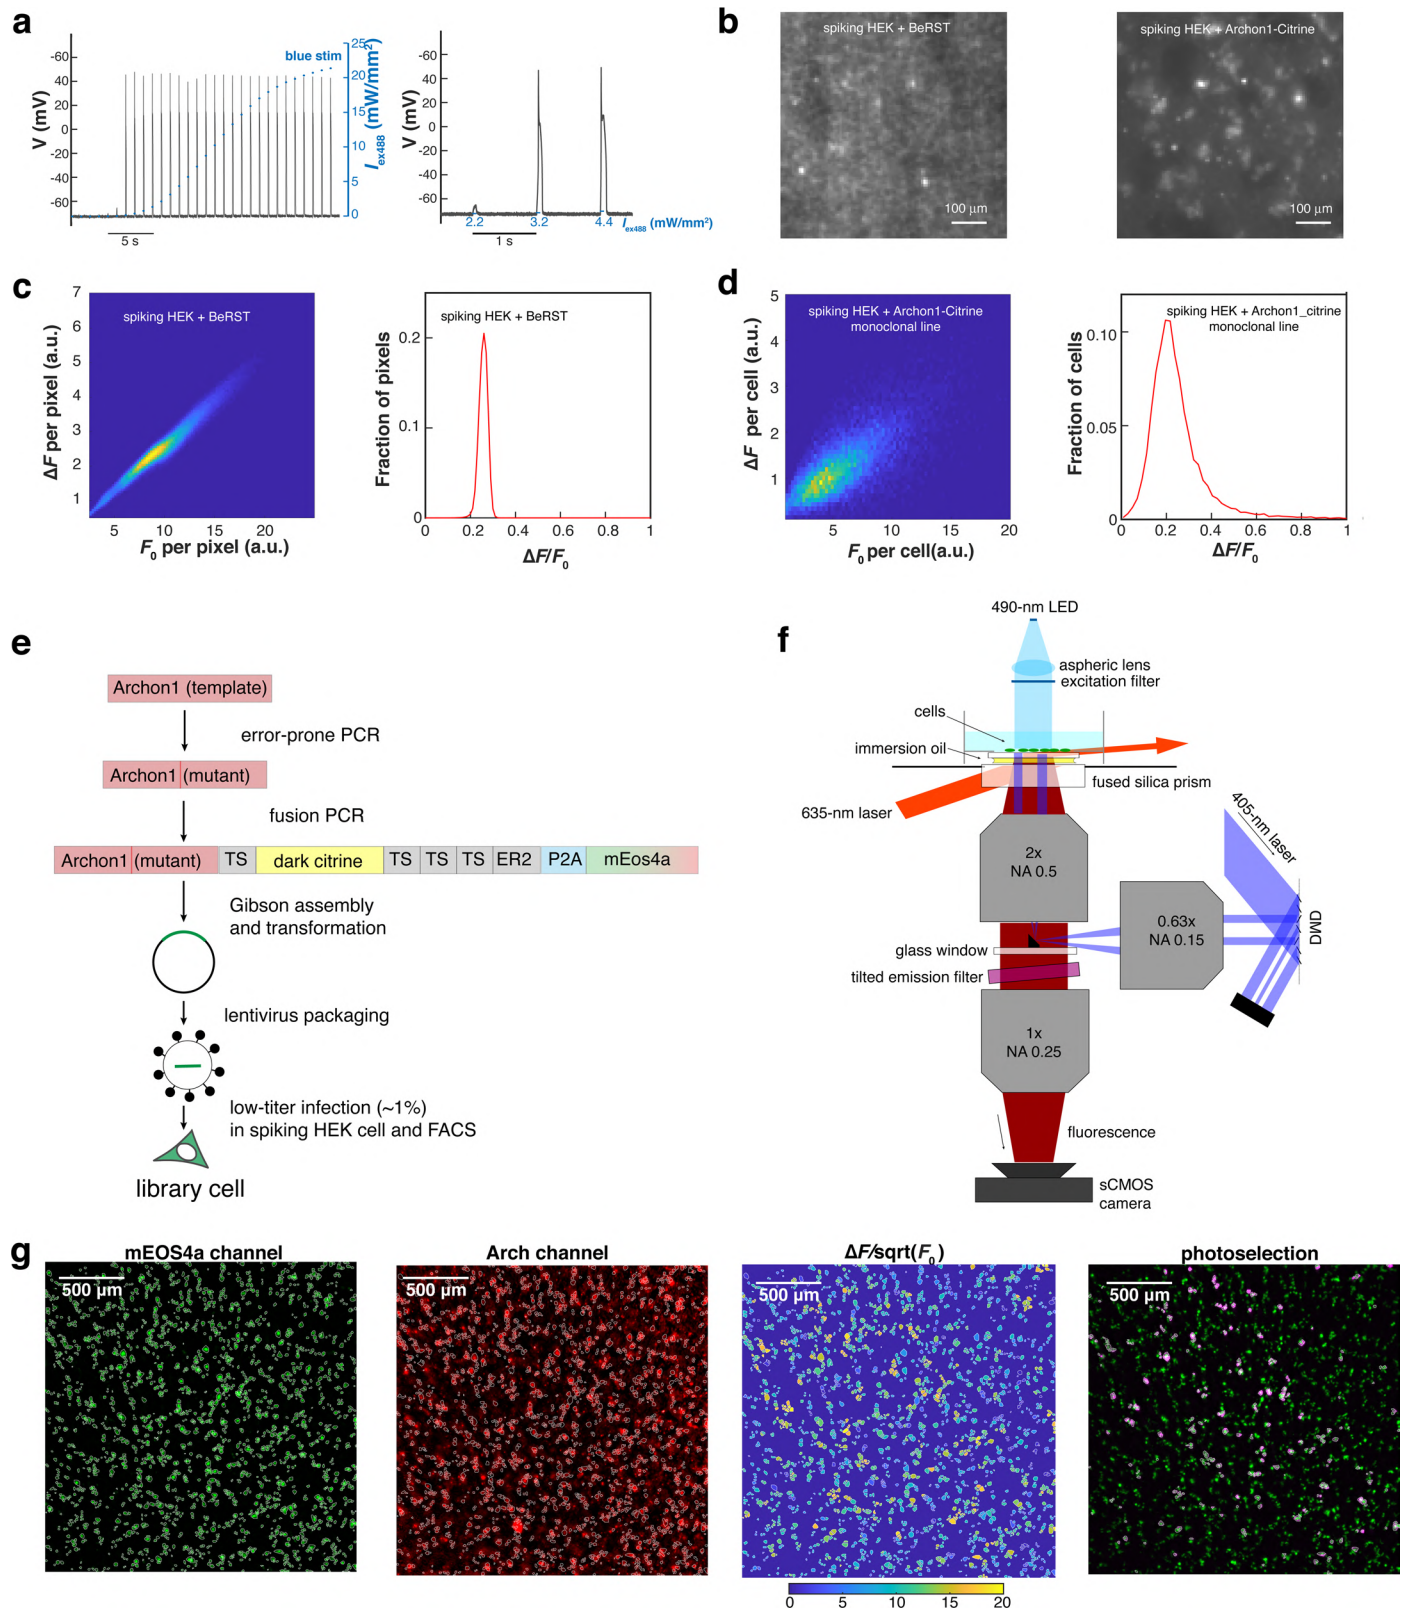 a
-60
40
20
0
-20
-40
-60
V (mV)
blue stim
25
20
15
10
5
0
I ex488 (mW/mm²)
5 s
-60
40
20
0
-20
-40
-60
V (mV)
2.2
3.2
4.4
I ex488 (mW/mm²)
1 s
b
spiking HEK + BeRST
100 µm
spiking HEK + Archon1-Citrine
100 µm
c
7
6
5
4
3
2
1
ΔF per pixel (a.u.)
spiking HEK + BeRST
5
10
15
20
F0 per pixel (a.u.)
0.2
0.1
0
Fraction of pixels
spiking HEK + BeRST
0
0.2
0.4
0.6
0.8
1
ΔF/F0
d
5
4
3
2
1
ΔF per cell (a.u.)
spiking HEK + Archon1-Citrine
monoclonal line
5
10
15
20
F0 per cell(a.u.)
0.10
0.05
0
Fraction of cells
spiking HEK + Archon1_citrine
monoclonal line
0
0.2
0.4
0.6
0.8
1
ΔF/F0
e
Archon1 (template)
error-prone PCR
Archon1 (mutant)
fusion PCR
Archon1 (mutant) TS dark citrine TS TS TS ER2 P2A mEos4a
Gibson assembly
and transformation
lentivirus packaging
low-titer infection (~1%)
in spiking HEK cell and FACS
library cell
f
490-nm LED
aspheric lens
excitation filter
cells
immersion oil
fused silica prism
635-nm laser
405-nm laser
2x
NA 0.5
0.63x
NA 0.15
DMD
glass window
tilted emission filter
1x
NA 0.25
fluorescence
sCMOS
camera
g
mEOS4a channel
500 µm
Arch channel
500 µm
ΔF/sqrt(F0)
500 µm
0
5
10
15
20
photoselection
500 µm